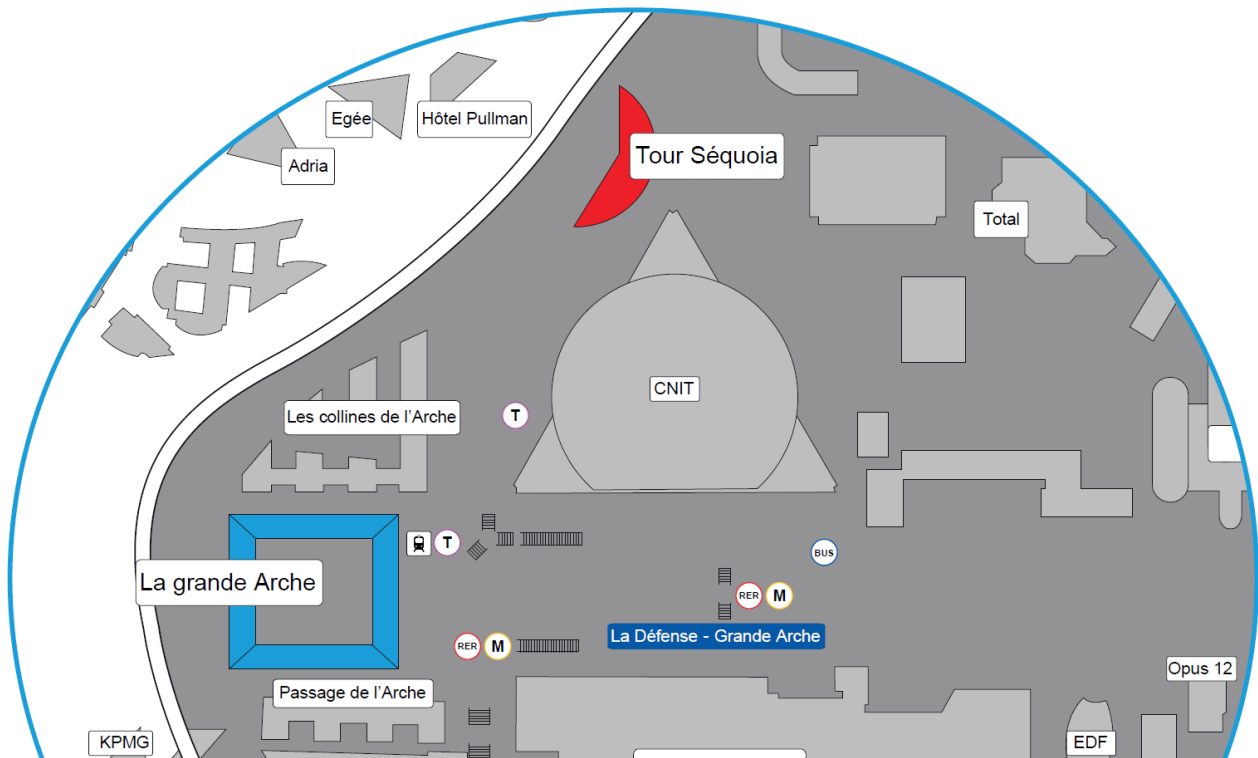 Egée
Hôtel Pullman
Tour Séquoia
Adria
Total
CNIT
Les collines de l'Arche
T
T
BUS
La grande Arche
RER
M
La Défense - Grande Arche
RER
M
Opus 12
Passage de l'Arche
KPMG
EDF